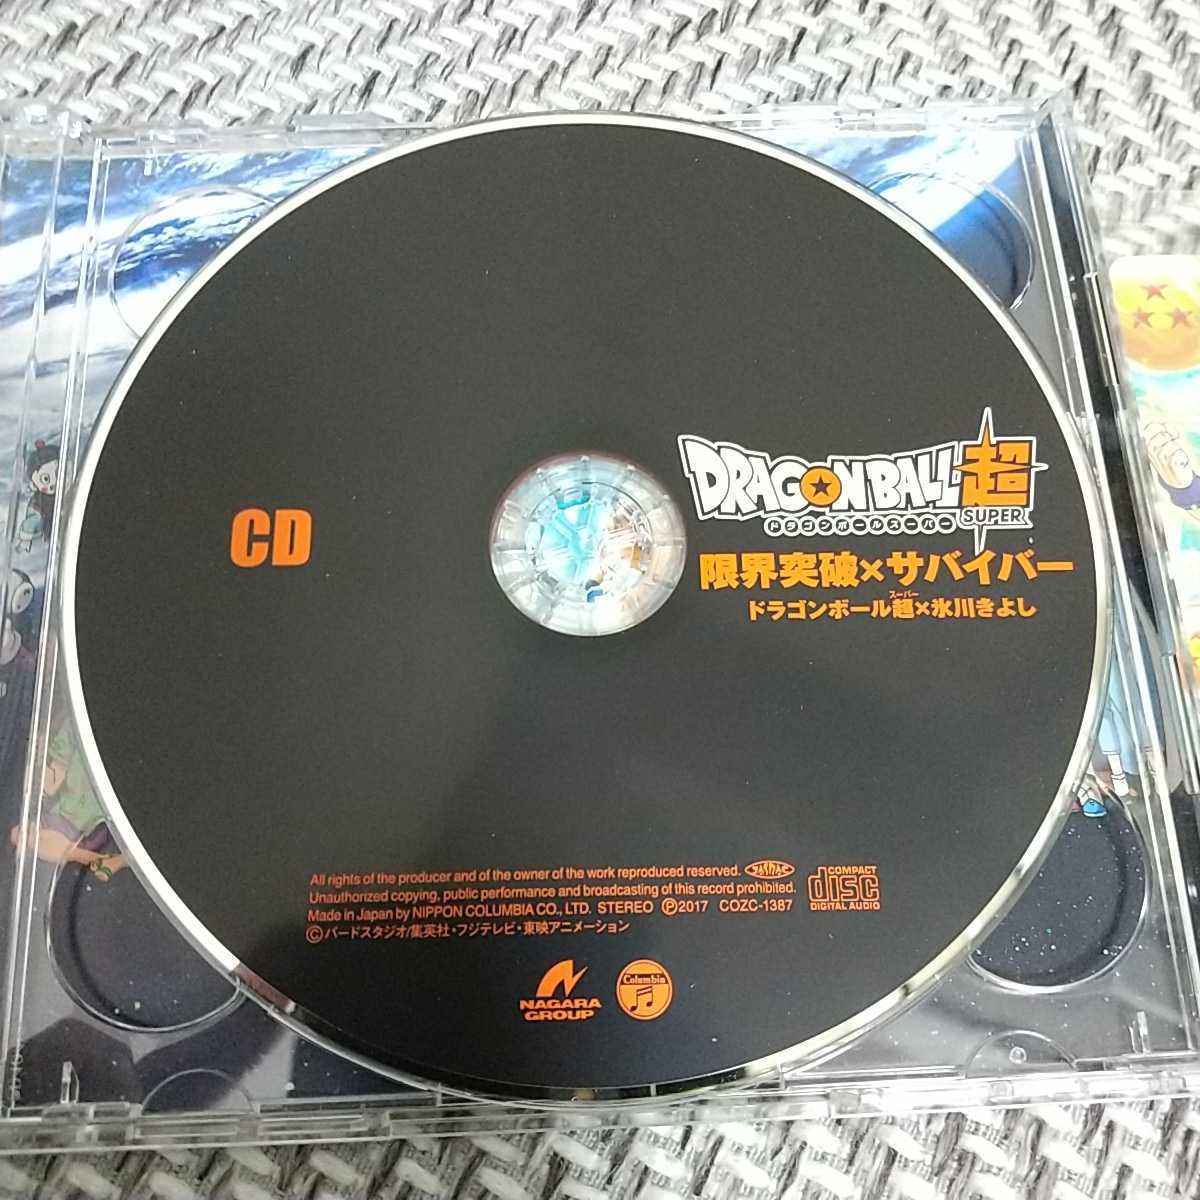 CD
DRAGON BALL 超
ドラゴンボールスーパー
SUPER
限界突破×サバイバー
スーパー
ドラゴンボール超×氷川きよし
All rights of the producer and of the owner of the work reproduced reserved.
Unauthorized copying, public performance and broadcasting of this record prohibited.
Made in Japan by NIPPON COLUMBIA CO., LTD. STEREO Ⓟ2017 COZC-1387
JASRAC
COMPACT
disc
DIGITAL AUDIO
Ⓒバードスタジオ/集英社・フジテレビ・東映アニメーション
NAGARA
GROUP
Columbia